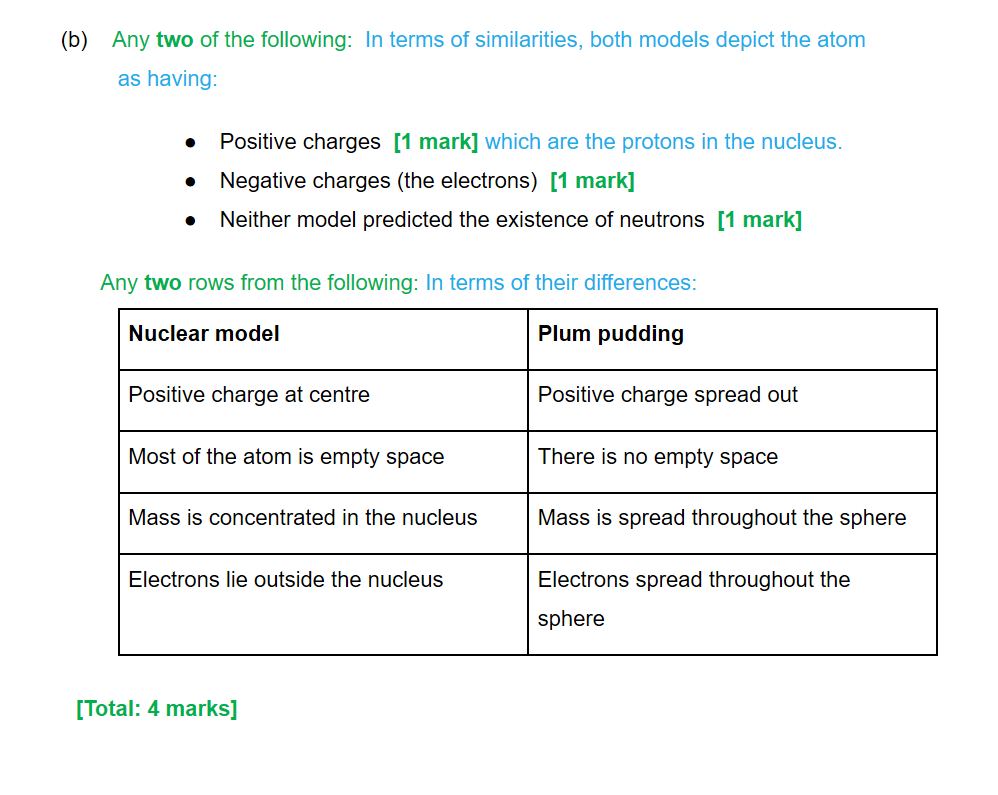 (b) Any two of the following: In terms of similarities, both models depict the atom
as having:
● Positive charges [1 mark] which are the protons in the nucleus.
● Negative charges (the electrons) [1 mark]
● Neither model predicted the existence of neutrons [1 mark]
Any two rows from the following: In terms of their differences:
Nuclear model Plum pudding
Positive charge at centre Positive charge spread out
Most of the atom is empty space There is no empty space
Mass is concentrated in the nucleus Mass is spread throughout the sphere
Electrons lie outside the nucleus Electrons spread throughout the
sphere
[Total: 4 marks]